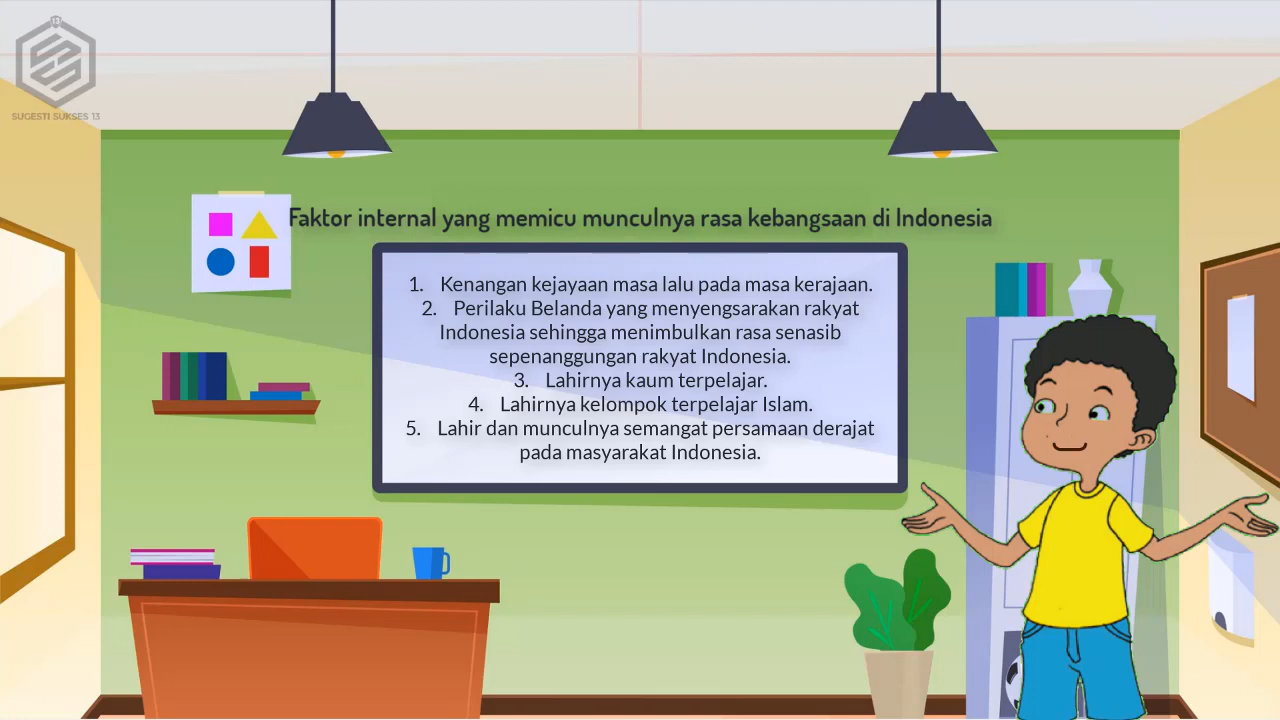 13
SUGESTI SUKSES 13
Faktor internal yang memicu munculnya rasa kebangsaan di Indonesia
1. Kenangan kejayaan masa lalu pada masa kerajaan.
2. Perilaku Belanda yang menyengsarakan rakyat
Indonesia sehingga menimbulkan rasa senasib
sepenanggungan rakyat Indonesia.
3. Lahirnya kaum terpelajar.
4. Lahirnya kelompok terpelajar Islam.
5. Lahir dan munculnya semangat persamaan derajat
pada masyarakat Indonesia.